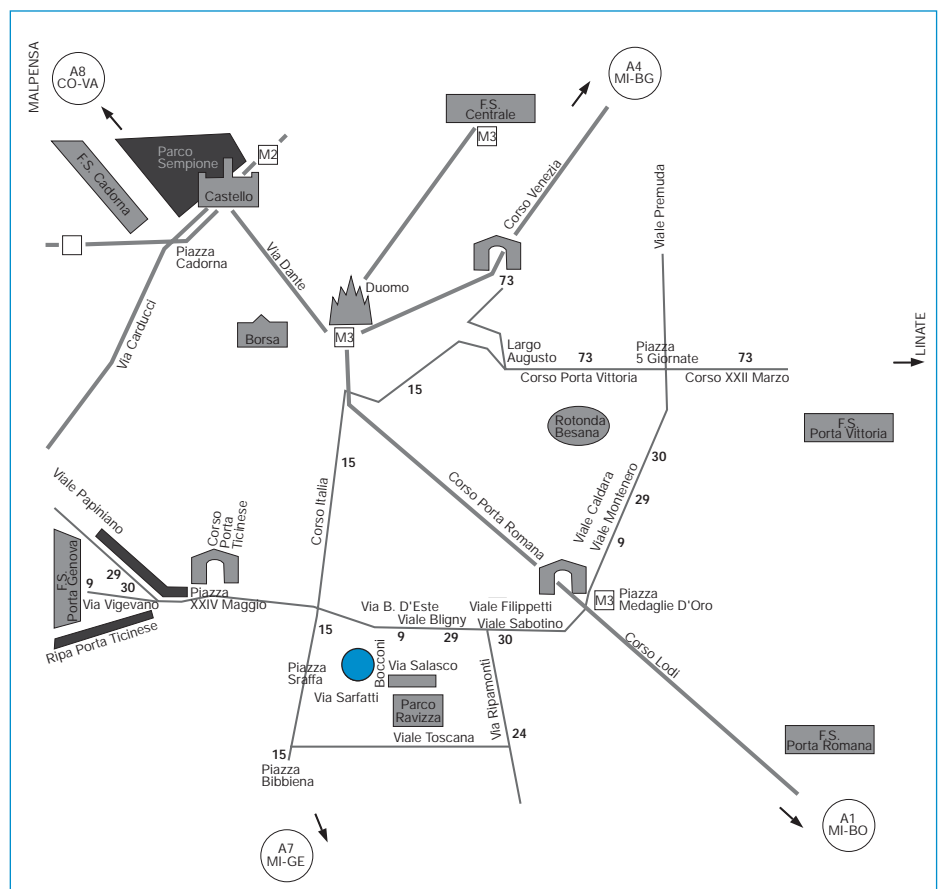 MALPENSA
A8
CO-VA
A4
MI-BG
F.S.
Centrale
M3
F.S. Cadorna
Parco
Sempione
M2
Castello
Corso Venezia
Viale Premuda
Piazza
Cadorna
Via Dante
Duomo
73
Via Carducci
Borsa
M3
Largo
Augusto
73
Piazza
5 Giornate
73
LINATE
Corso Porta Vittoria
Corso XXII Marzo
15
Rotonda
Besana
F.S.
Porta Vittoria
15
30
Viale Papiniano
Corso Italia
Corso Porta Romana
Viale Caldara
Viale Montenero
29
Corso
Porta
Ticinese
9
F.S.
Porta Genova
29
9
30
Via Vigevano
Piazza
XXIV Maggio
M3
Piazza
Medaglie D'Oro
Via B. D'Este
Viale Bligny
Viale Filippetti
Viale Sabotino
Ripa Porta Ticinese
15
9
29
30
Corso Lodi
Piazza
Sraffa
Bocconi
Via Salasco
Via Sarfatti
Parco
Ravizza
Via Ripamonti
Viale Toscana
24
F.S.
Porta Romana
15
Piazza
Bibbiena
A7
MI-GE
A1
MI-BO